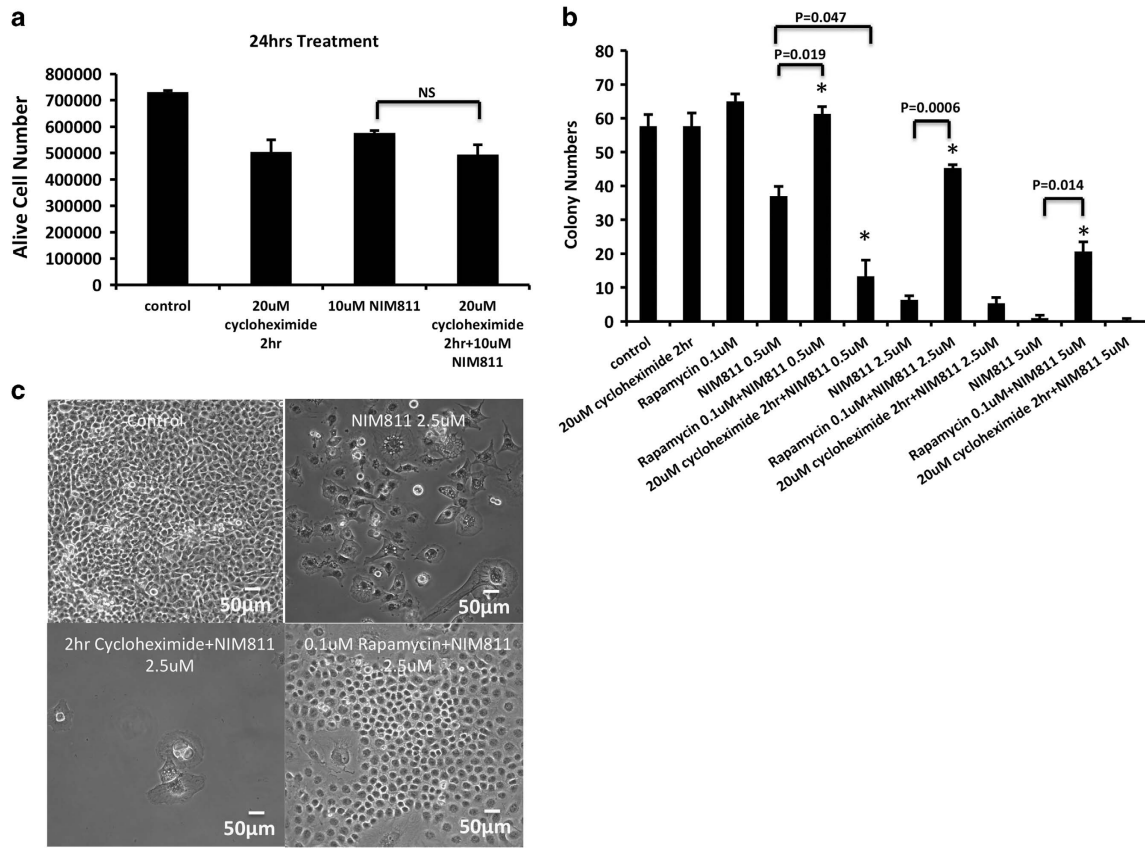 a
24hrs Treatment
Alive Cell Number
800000
700000
600000
500000
400000
300000
200000
100000
0
NS
control
20uM
cycloheximide
2hr
10uM NIM811
20uM
cycloheximide
2hr+10uM
NIM811
b
Colony Numbers
80
70
60
50
40
30
20
10
0
P=0.047
P=0.019
*
*
P=0.0006
*
P=0.014
*
control
20uM cycloheximide 2hr
Rapamycin 0.1uM
NIM811 0.5uM
Rapamycin 0.1uM+NIM811 0.5uM
20uM cycloheximide 2hr+NIM811 0.5uM
NIM811 2.5uM
Rapamycin 0.1uM+NIM811 2.5uM
20uM cycloheximide 2hr+NIM811 2.5uM
NIM811 5uM
Rapamycin 0.1uM+NIM811 5uM
20uM cycloheximide 2hr+NIM811 5uM
c
Control
50μm
NIM811 2.5uM
50μm
2hr Cycloheximide+NIM811
2.5uM
50μm
0.1uM Rapamycin+NIM811
2.5uM
50μm